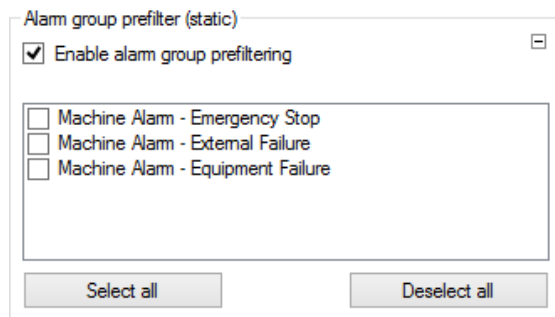 Alarm group prefilter (static)
Enable alarm group prefiltering
Machine Alarm - Emergency Stop
Machine Alarm - External Failure
Machine Alarm - Equipment Failure
Select all
Deselect all